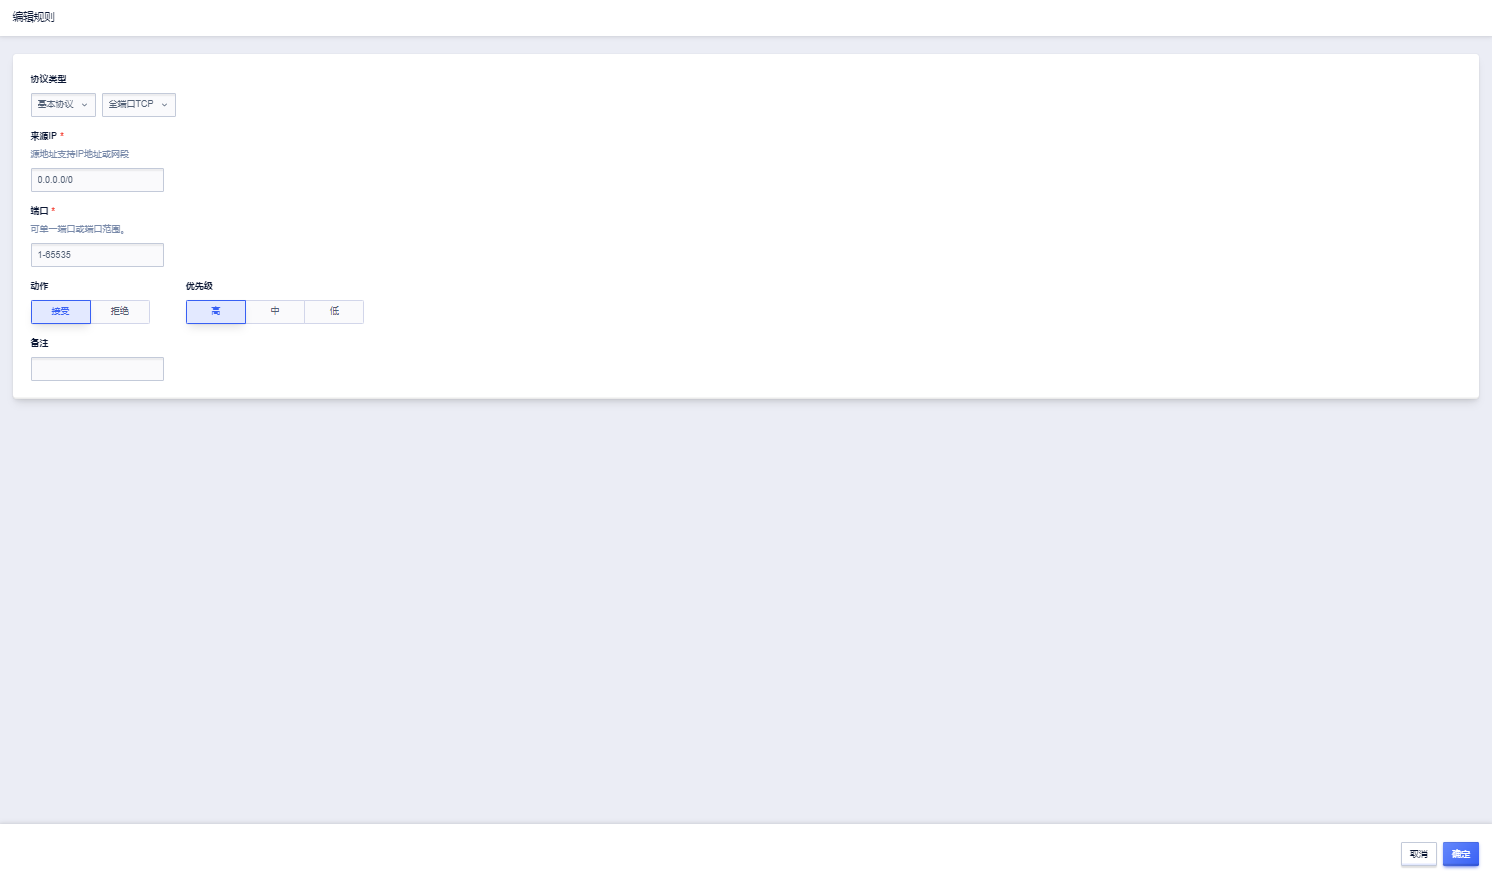 编辑规则
协议类型
基本协议 全端口TCP
来源IP *
源地址支持IP地址或网段
0.0.0.0/0
端口 *
可单一端口或端口范围。
1-65535
动作 优先级
接受 拒绝 高 中 低
备注
取消 确定